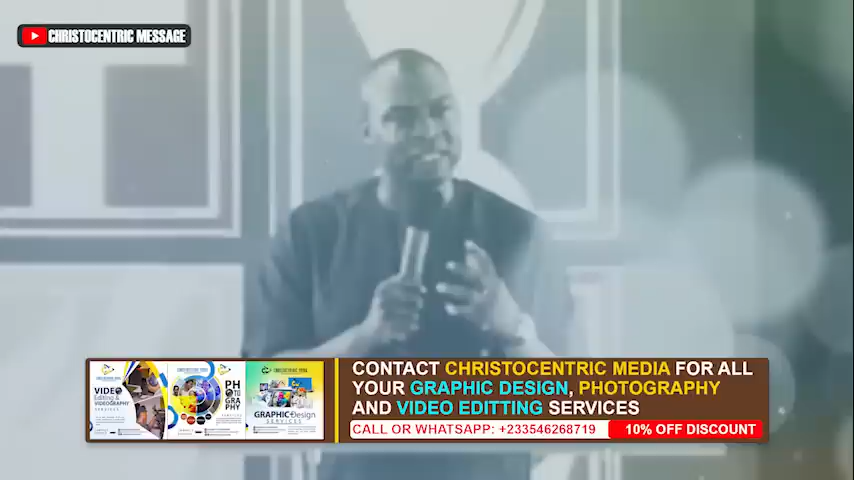 CHRISTOCENTRIC MESSAGE
CONTACT CHRISTOCENTRIC MEDIA FOR ALL
YOUR GRAPHIC DESIGN, PHOTOGRAPHY
AND VIDEO EDITTING SERVICES
CALL OR WHATSAPP: +233546268719
10% OFF DISCOUNT
VIDEO
Editing &
VIDEOGRAPHY
SERVICES
PH
TO
GRA
PHY
GRAPHIC Design
SERVICES